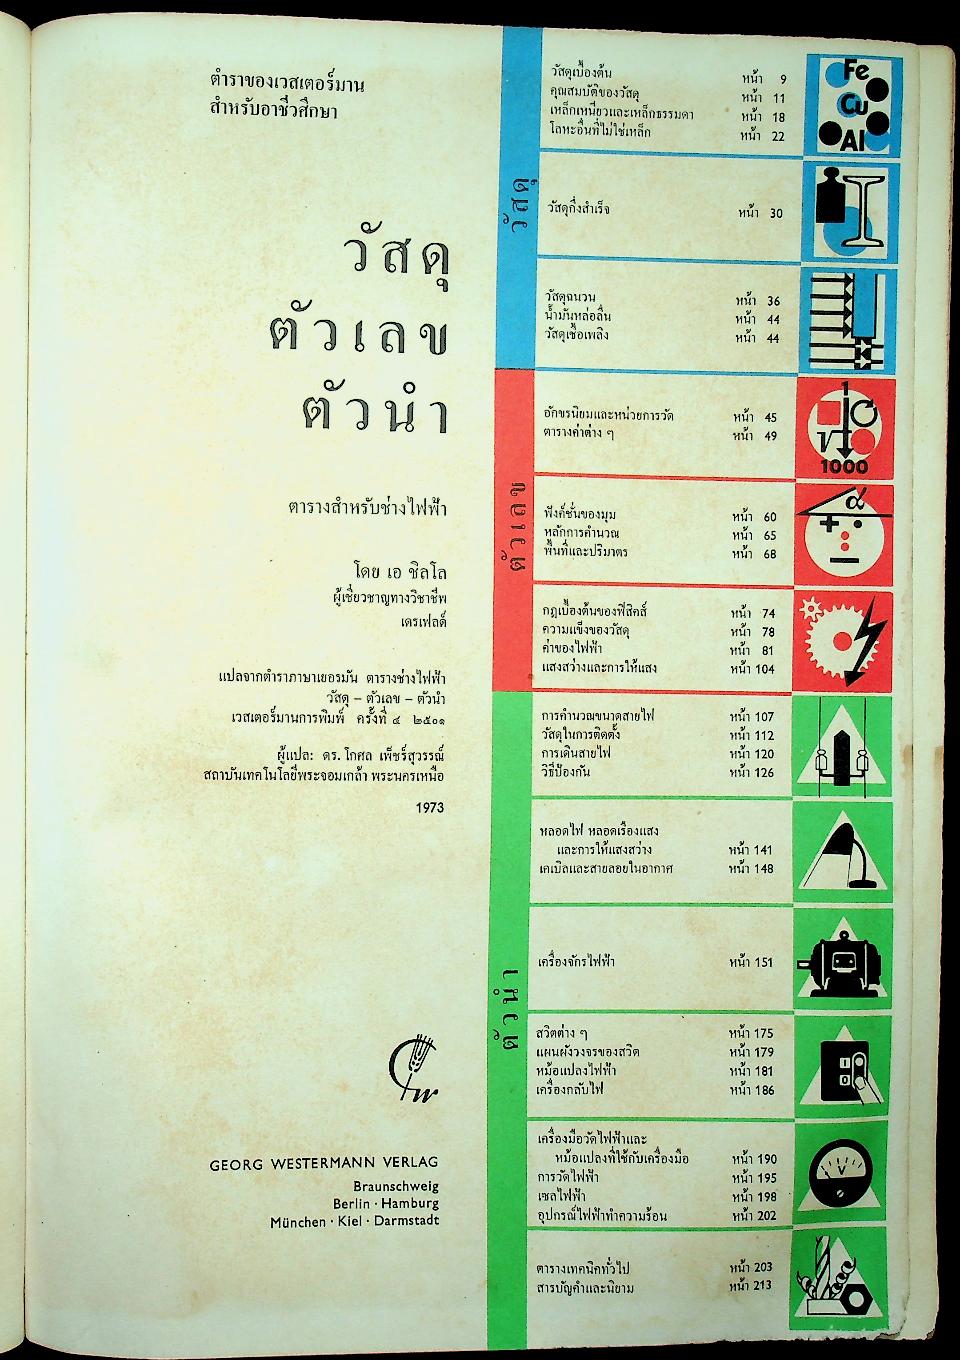 ตำราของเวสเตอร์มาน
สำหรับอาชีวศึกษา
วัสดุ
ตัวเลข
ตัวนำ
ตารางสำหรับช่างไฟฟ้า
โดย เอ ชิลโล
ผู้เชี่ยวชาญทางวิชาชีพ
เดรเฟลด์
แปลจากตำราภาษาเยอรมัน ตารางช่างไฟฟ้า
วัสดุ – ตัวเลข – ตัวนำ
เวสเตอร์มานการพิมพ์ ครั้งที่ ๔ ๒๕๐๑
ผู้แปล: ดร. โกศล เพ็ชร์สุวรรณ์
สถาบันเทคโนโลยีพระจอมเกล้า พระนครเหนือ
1973
GW
GEORG WESTERMANN VERLAG
Braunschweig
Berlin · Hamburg
München · Kiel · Darmstadt
วัสดุ
วัสดุเบื้องต้น หน้า 9
คุณสมบัติของวัสดุ หน้า 11
เหล็กเหนียวและเหล็กธรรมดา หน้า 18
โลหะอื่นที่ไม่ใช่เหล็ก หน้า 22
Fe
Cu
Al
วัสดุกึ่งสำเร็จ หน้า 30
วัสดุฉนวน หน้า 36
น้ำมันหล่อลื่น หน้า 44
วัสดุเชื้อเพลิง หน้า 44
ตัวเลข
อักขรนิยมและหน่วยการวัด หน้า 45
ตารางค่าต่าง ๆ หน้า 49
1
√
1000
ฟังค์ชั่นของมุม หน้า 60
หลักการคำนวณ หน้า 65
พื้นที่และปริมาตร หน้า 68
α
+ -
:
–
กฎเบื้องต้นของฟิสิคส์ หน้า 74
ความแข็งของวัสดุ หน้า 78
ค่าของไฟฟ้า หน้า 81
แสงสว่างและการให้แสง หน้า 104
ตัวนำ
การคำนวณขนาดสายไฟ หน้า 107
วัสดุในการติดตั้ง หน้า 112
การเดินสายไฟ หน้า 120
วิธีป้องกัน หน้า 126
หลอดไฟ หลอดเรืองแสง
และการให้แสงสว่าง หน้า 141
เคเบิลและสายลอยในอากาศ หน้า 148
เครื่องจักรไฟฟ้า หน้า 151
สวิตต่าง ๆ หน้า 175
แผนผังวงจรของสวิต หน้า 179
หม้อแปลงไฟฟ้า หน้า 181
เครื่องกลับไฟ หน้า 186
I
O
เครื่องมือวัดไฟฟ้าและ
หม้อแปลงที่ใช้กับเครื่องมือ หน้า 190
การวัดไฟฟ้า หน้า 195
เซลไฟฟ้า หน้า 198
อุปกรณ์ไฟฟ้าทำความร้อน หน้า 202
V
ตารางเทคนิคทั่วไป หน้า 203
สารบัญคำและนิยาม หน้า 213